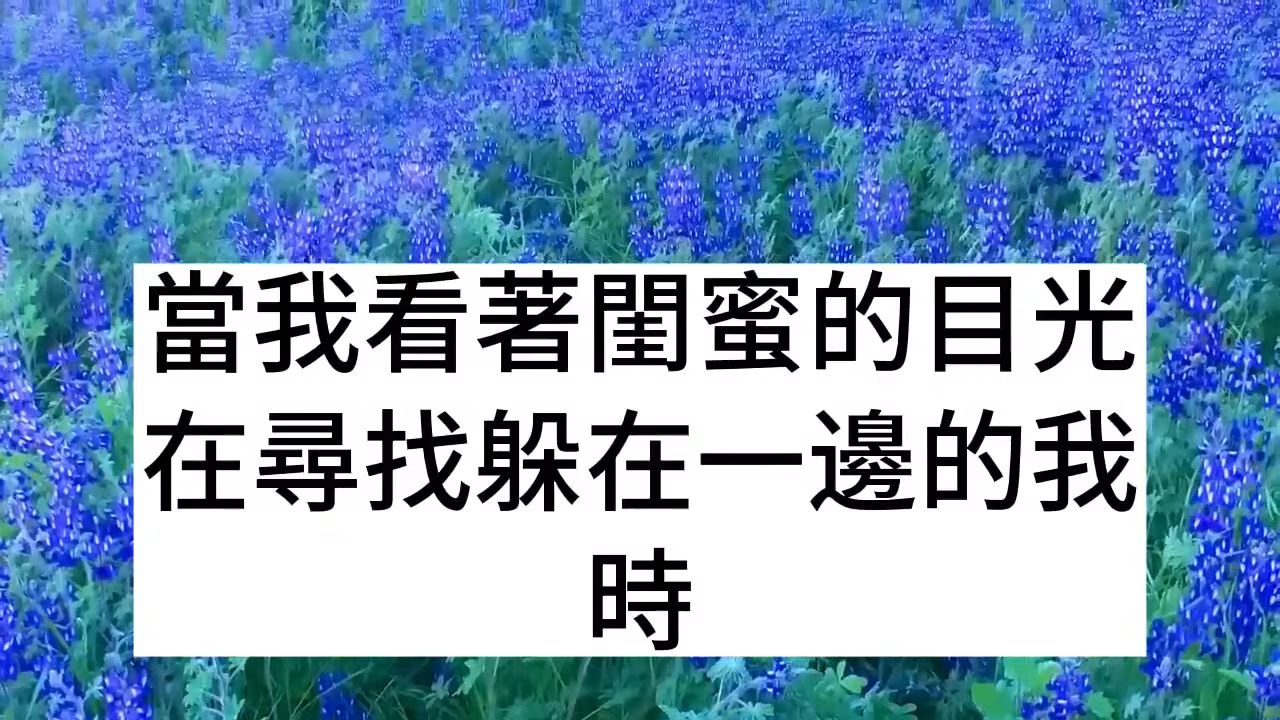 當我看著閨蜜的目光
在尋找躲在一邊的我
時